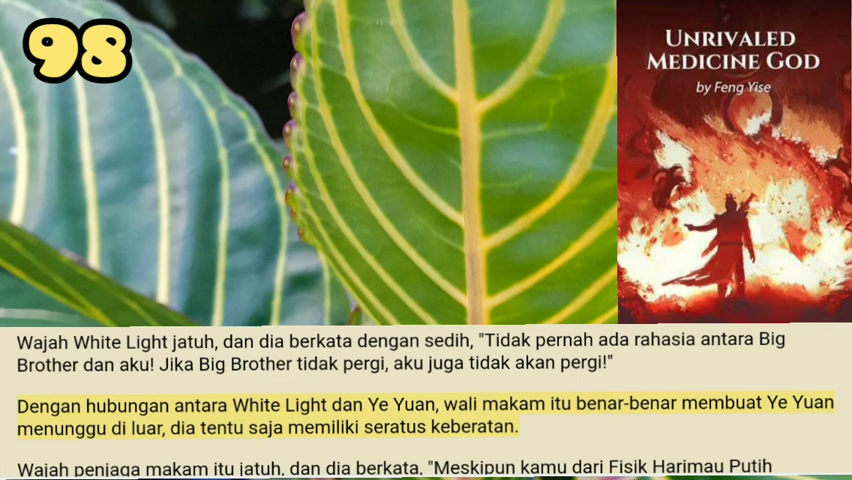 98
UNRIVALED
MEDICINE GOD
by Feng Yise
Wajah White Light jatuh, dan dia berkata dengan sedih, "Tidak pernah ada rahasia antara Big
Brother dan aku! Jika Big Brother tidak pergi, aku juga tidak akan pergi!"
Dengan hubungan antara White Light dan Ye Yuan, wali makam itu benar-benar membuat Ye Yuan
menunggu di luar, dia tentu saja memiliki seratus keberatan.
Wajah penjaga makam itu jatuh, dan dia berkata, "Meskipun kamu dari Fisik Harimau Putih